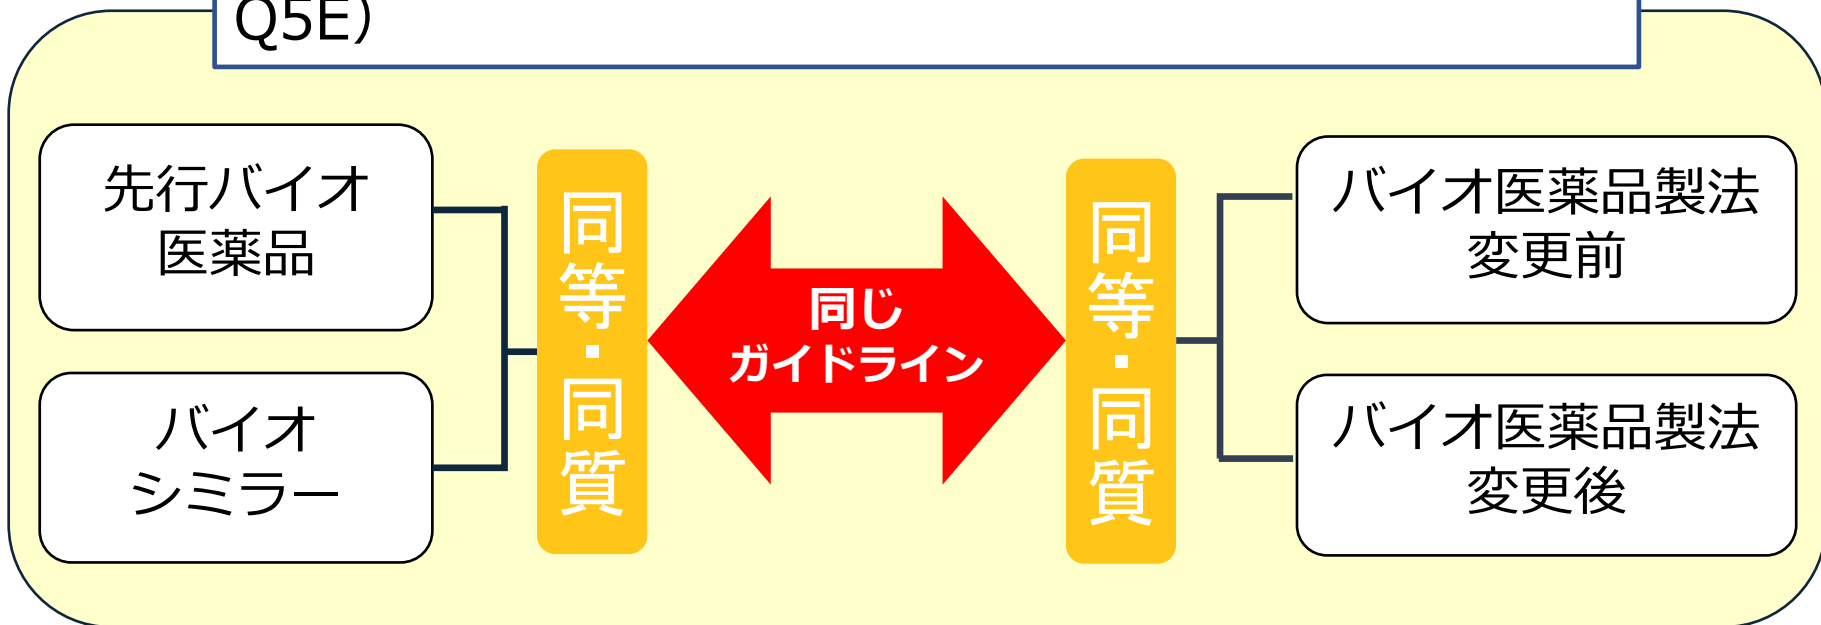 Q5E）
先行バイオ
医薬品
バイオ
シミラー
同等・同質
同じ
ガイドライン
同等・同質
バイオ医薬品製法
変更前
バイオ医薬品製法
変更後